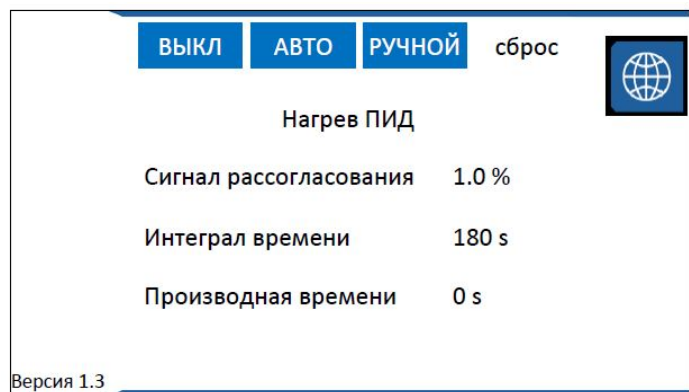 ВЫКЛ АВТО РУЧНОЙ сброс
Нагрев ПИД
Сигнал рассогласования 1.0 %
Интеграл времени 180 s
Производная времени 0 s
Версия 1.3